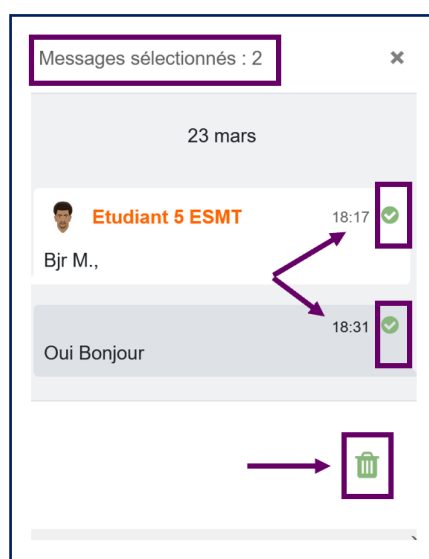 Messages sélectionnés : 2
23 mars
Etudiant 5 ESMT 18:17
Bjr M.,
18:31
Oui Bonjour